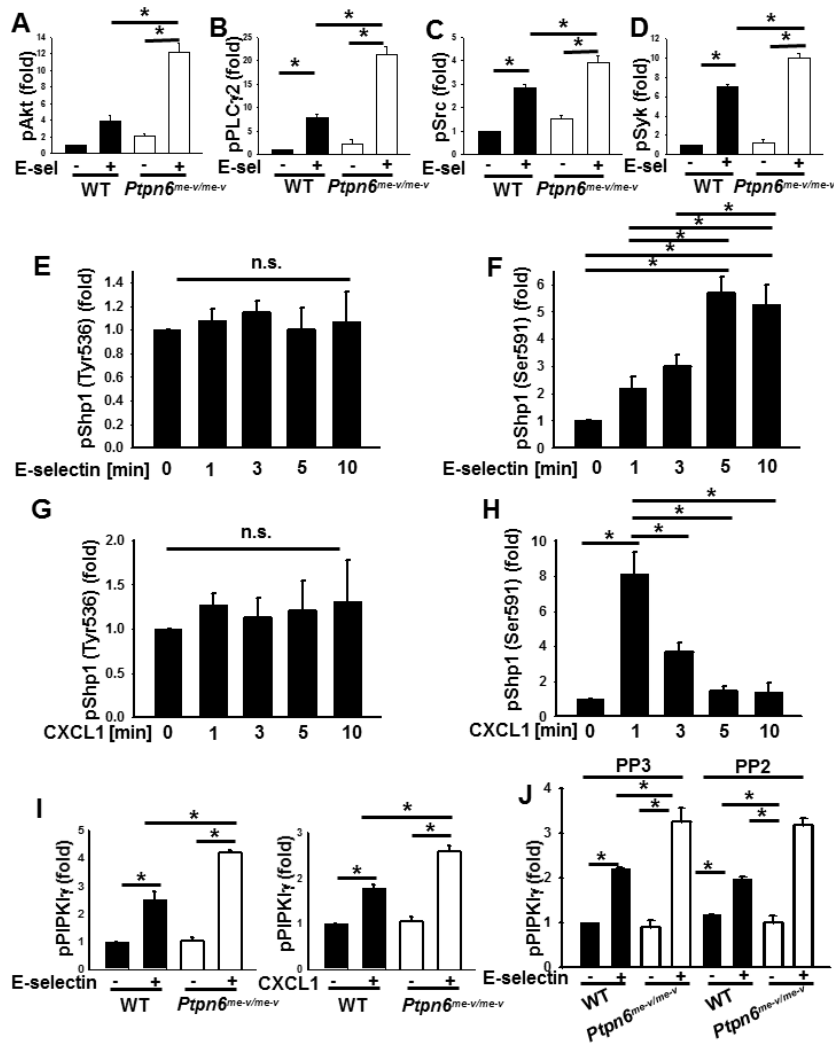 A
pAkt (fold)
12
10
8
6
4
2
0
*
*
E-sel - + - +
WT Ptpn6me-v/me-v
B
pPLCγ2 (fold)
25
20
15
10
5
0
*
*
*
E-sel - + - +
WT Ptpn6me-v/me-v
C
pSrc (fold)
5
4
3
2
1
0
*
*
*
E-sel - + - +
WT Ptpn6me-v/me-v
D
pSyk (fold)
12
10
8
6
4
2
0
*
*
*
E-sel - + - +
WT Ptpn6me-v/me-v
E
pShp1 (Tyr536) (fold)
1.4
1.2
1.0
0.8
0.6
0.4
0.2
0.0
n.s.
E-selectin [min] 0 1 3 5 10
F
pShp1 (Ser591) (fold)
6
5
4
3
2
1
0
*
*
*
*
*
E-selectin [min] 0 1 3 5 10
G
pShp1 (Tyr536) (fold)
2.0
1.5
1.0
0.5
0.0
n.s.
CXCL1 [min] 0 1 3 5 10
H
pShp1 (Ser591) (fold)
10
8
6
4
2
0
*
*
*
*
CXCL1 [min] 0 1 3 5 10
I
pPIPKIγ (fold)
5
4
3
2
1
0
*
*
*
E-selectin - + - +
WT Ptpn6me-v/me-v
pPIPKIγ (fold)
3
2
1
0
*
*
*
CXCL1 - + - +
WT Ptpn6me-v/me-v
J
PP3 PP2
pPIPKIγ (fold)
4
3
2
1
0
*
*
*
*
*
*
E-selectin - + - + - + - +
WT Ptpn6me-v/me-v WT Ptpn6me-v/me-v